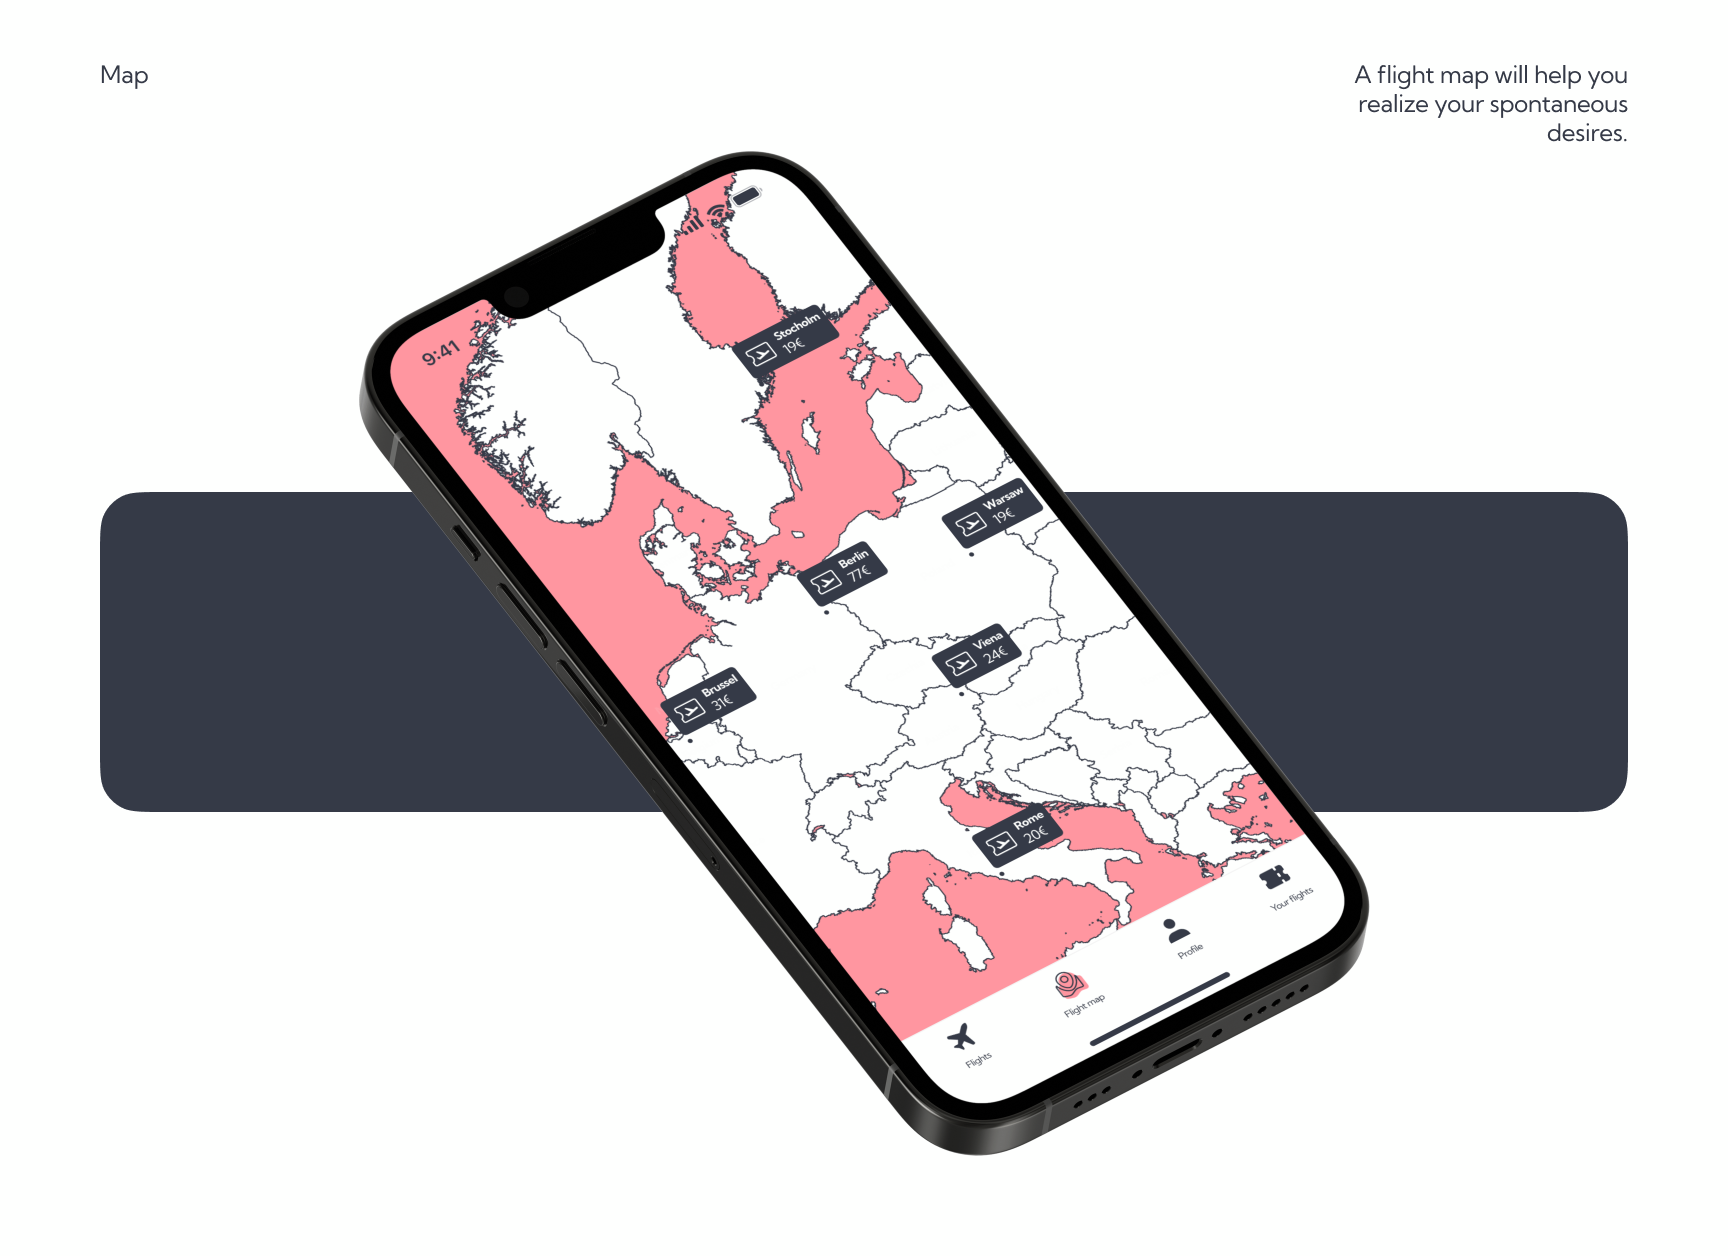 Map
A flight map will help you
realize your spontaneous
desires.
9:41
Stocholm
19€
Warsaw
19€
Berlin
77€
Viena
24€
Brussel
31€
Rome
20€
Flights
Flight map
Profile
Your flights